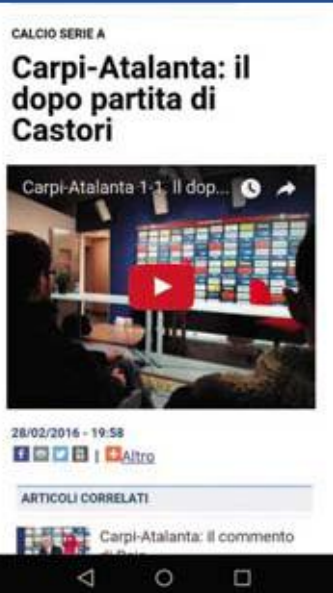 CALCIO SERIE A
Carpi-Atalanta: il
dopo partita di
Castori
Carpi-Atalanta 1-1. Il dop...
28/02/2016 - 19:58
| Altro
ARTICOLI CORRELATI
Carpi-Atalanta: il commento